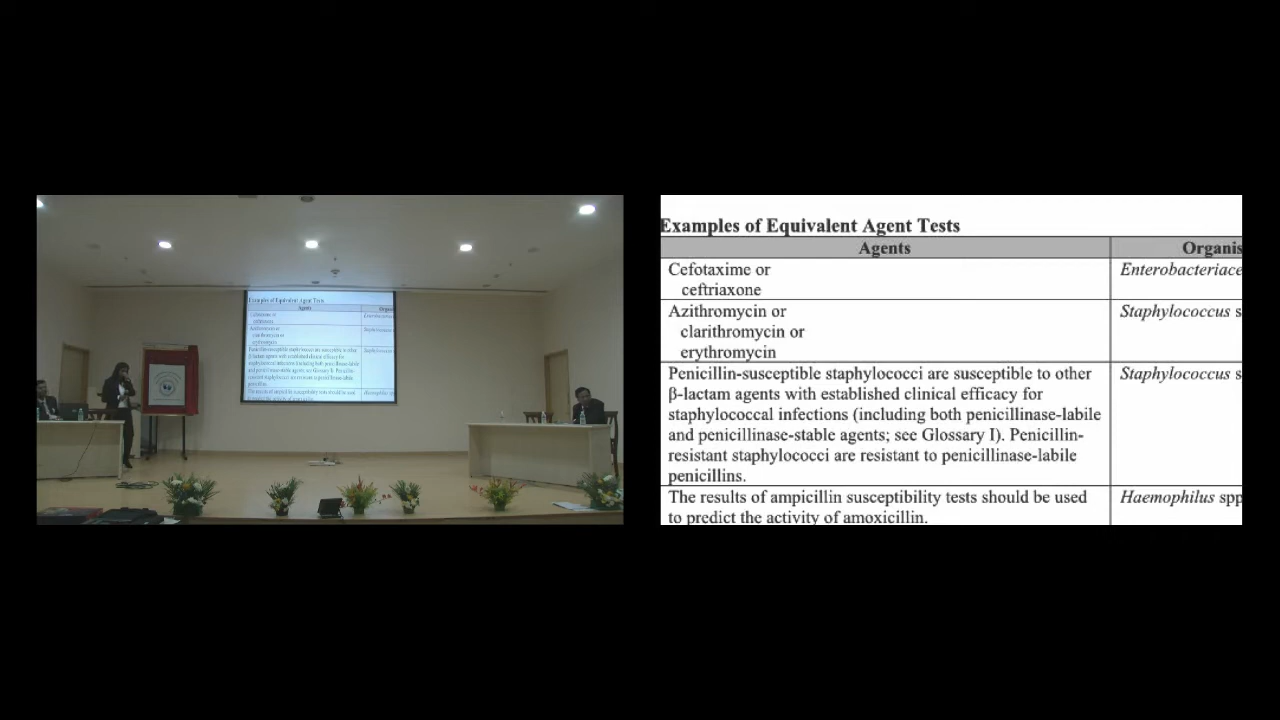 Examples of Equivalent Agent Tests
Agents
Organis
Cefotaxime or
ceftriaxone
Enterobacteriace
Azithromycin or
clarithromycin or
erythromycin
Staphylococcus s
Penicillin-susceptible staphylococci are susceptible to other
β-lactam agents with established clinical efficacy for
staphylococcal infections (including both penicillinase-labile
and penicillinase-stable agents; see Glossary I). Penicillin-
resistant staphylococci are resistant to penicillinase-labile
penicillins.
Staphylococcus s
The results of ampicillin susceptibility tests should be used
to predict the activity of amoxicillin.
Haemophilus spp